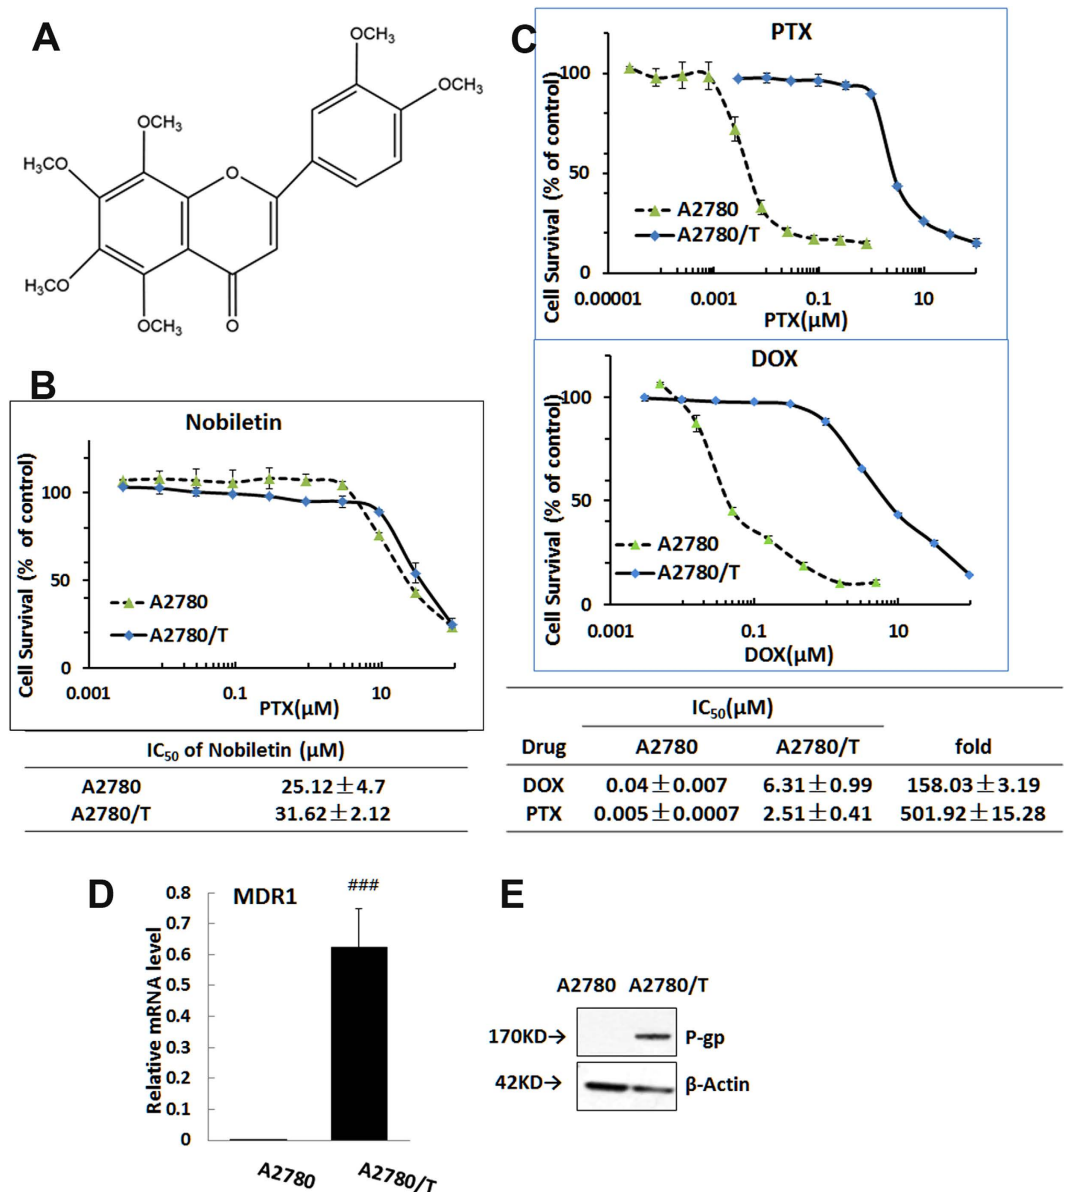 A
OCH₃
OCH₃
OCH₃
H₃CO
O
H₃CO
OCH₃
O
B
Nobiletin
Cell Survival (% of control)
100
50
0
A2780
A2780/T
0.001
0.1
10
PTX(μM)
IC₅₀ of Nobiletin (μM)
A2780 25.12±4.7
A2780/T 31.62±2.12
C
PTX
Cell Survival (% of control)
100
50
0
A2780
A2780/T
0.00001
0.001
0.1
10
PTX(μM)
DOX
Cell Survival (% of control)
100
50
0
A2780
A2780/T
0.001
0.1
10
DOX(μM)
IC₅₀(μM)
Drug A2780 A2780/T fold
DOX 0.04±0.007 6.31±0.99 158.03±3.19
PTX 0.005±0.0007 2.51±0.41 501.92±15.28
D
MDR1
###
Relative mRNA level
0.8
0.7
0.6
0.5
0.4
0.3
0.2
0.1
0
A2780
A2780/T
E
A2780 A2780/T
170KD→ P-gp
42KD→ β-Actin